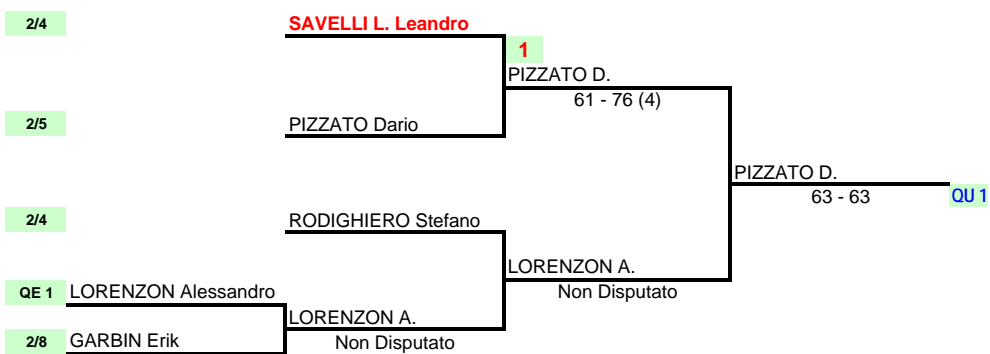 2/4 SAVELLI L. Leandro
1
PIZZATO D.
61 - 76 (4)
2/5 PIZZATO Dario
PIZZATO D.
63 - 63 QU 1
2/4 RODIGHIERO Stefano
LORENZON A.
Non Disputato
QE 1 LORENZON Alessandro
LORENZON A.
Non Disputato
2/8 GARBIN Erik